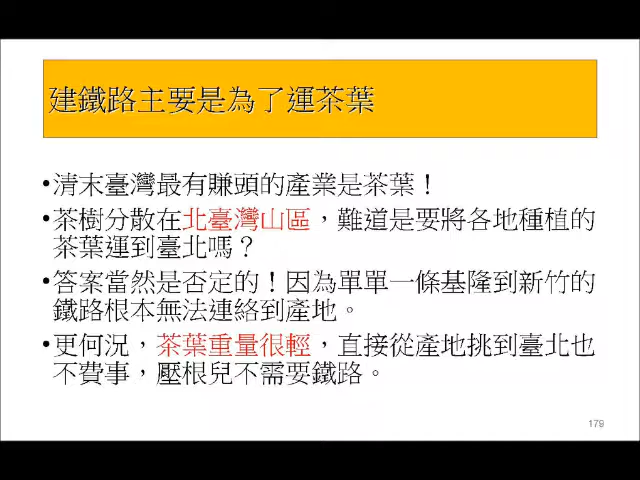 建鐵路主要是為了運茶葉
•清末臺灣最有賺頭的產業是茶葉！
•茶樹分散在北臺灣山區，難道是要將各地種植的
茶葉運到臺北嗎？
•答案當然是否定的！因為單單一條基隆到新竹的
鐵路根本無法連絡到產地。
•更何況，茶葉重量很輕，直接從產地挑到臺北也
不費事，壓根兒不需要鐵路。
179